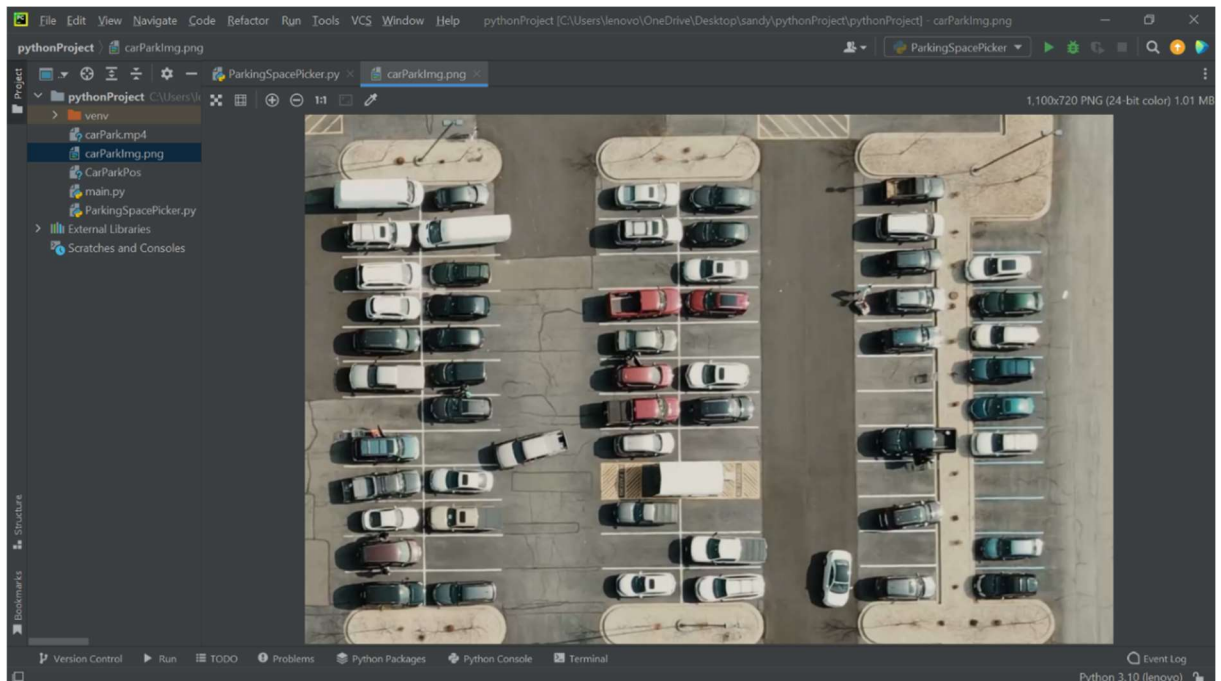 PC File Edit View Navigate Code Refactor Run Tools VCS Window Help pythonProject [C:\Users\lenovo\OneDrive\Desktop\sandy\pythonProject\pythonProject] - carParkImg.png
pythonProject carParkImg.png ParkingSpacePicker
Project
ParkingSpacePicker.py carParkImg.png
pythonProject C:\Users\l
1:1 1,100x720 PNG (24-bit color) 1.01 MB
venv
carPark.mp4
carParkImg.png
CarParkPos
main.py
ParkingSpacePicker.py
External Libraries
Scratches and Consoles
Structure
Bookmarks
Version Control Run TODO Problems Python Packages Python Console Terminal Event Log
Python 3.10 (lenovo)